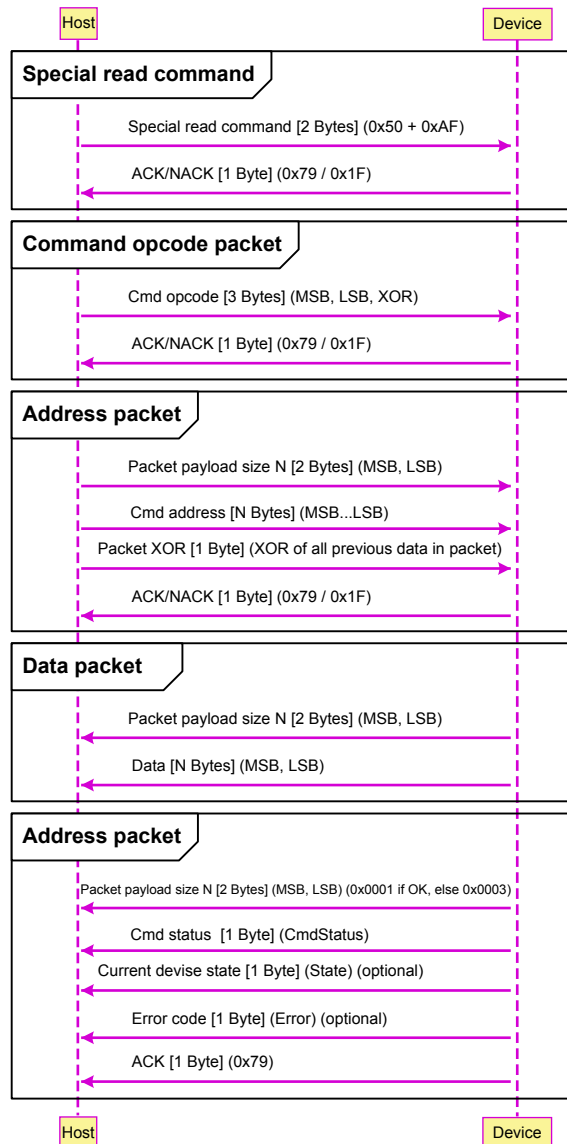 Host Device
Special read command
Special read command [2 Bytes] (0x50 + 0xAF)
ACK/NACK [1 Byte] (0x79 / 0x1F)
Command opcode packet
Cmd opcode [3 Bytes] (MSB, LSB, XOR)
ACK/NACK [1 Byte] (0x79 / 0x1F)
Address packet
Packet payload size N [2 Bytes] (MSB, LSB)
Cmd address [N Bytes] (MSB...LSB)
Packet XOR [1 Byte] (XOR of all previous data in packet)
ACK/NACK [1 Byte] (0x79 / 0x1F)
Data packet
Packet payload size N [2 Bytes] (MSB, LSB)
Data [N Bytes] (MSB, LSB)
Address packet
Packet payload size N [2 Bytes] (MSB, LSB) (0x0001 if OK, else 0x0003)
Cmd status [1 Byte] (CmdStatus)
Current devise state [1 Byte] (State) (optional)
Error code [1 Byte] (Error) (optional)
ACK [1 Byte] (0x79)
Host Device